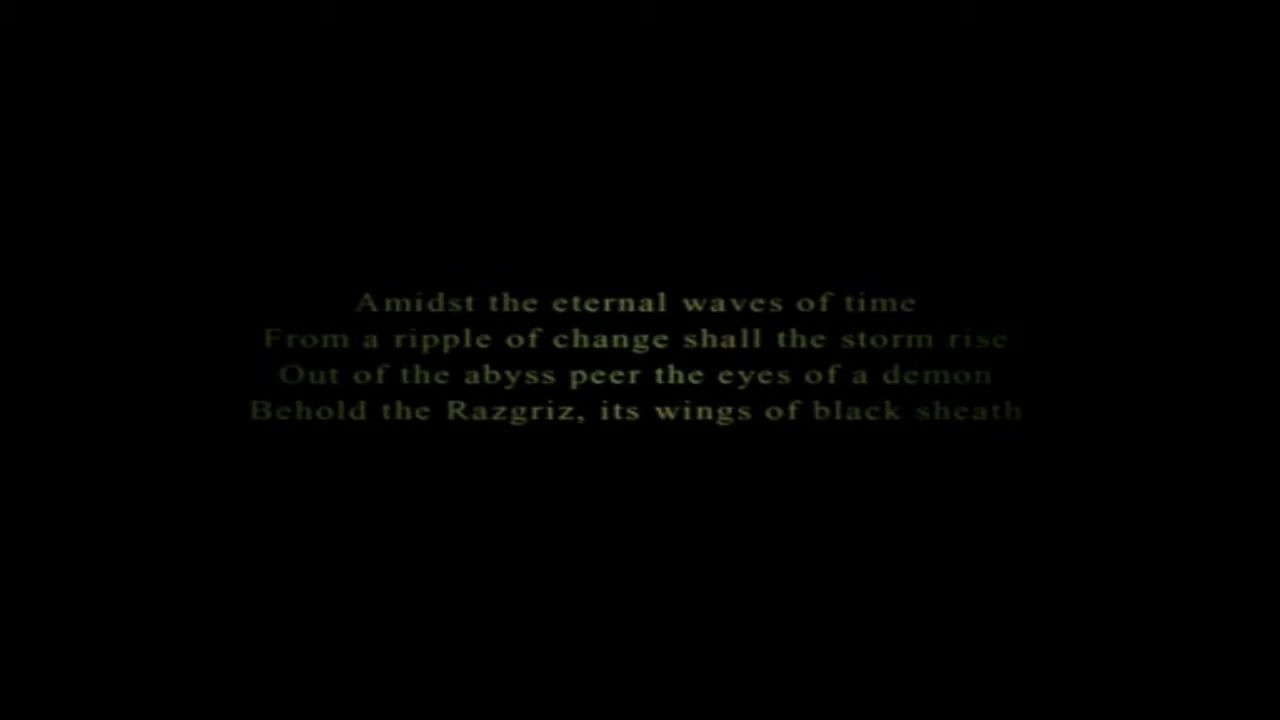 Amidst the eternal waves of time
From a ripple of change shall the storm rise
Out of the abyss peer the eyes of a demon
Behold the Razgriz, its wings of black sheath